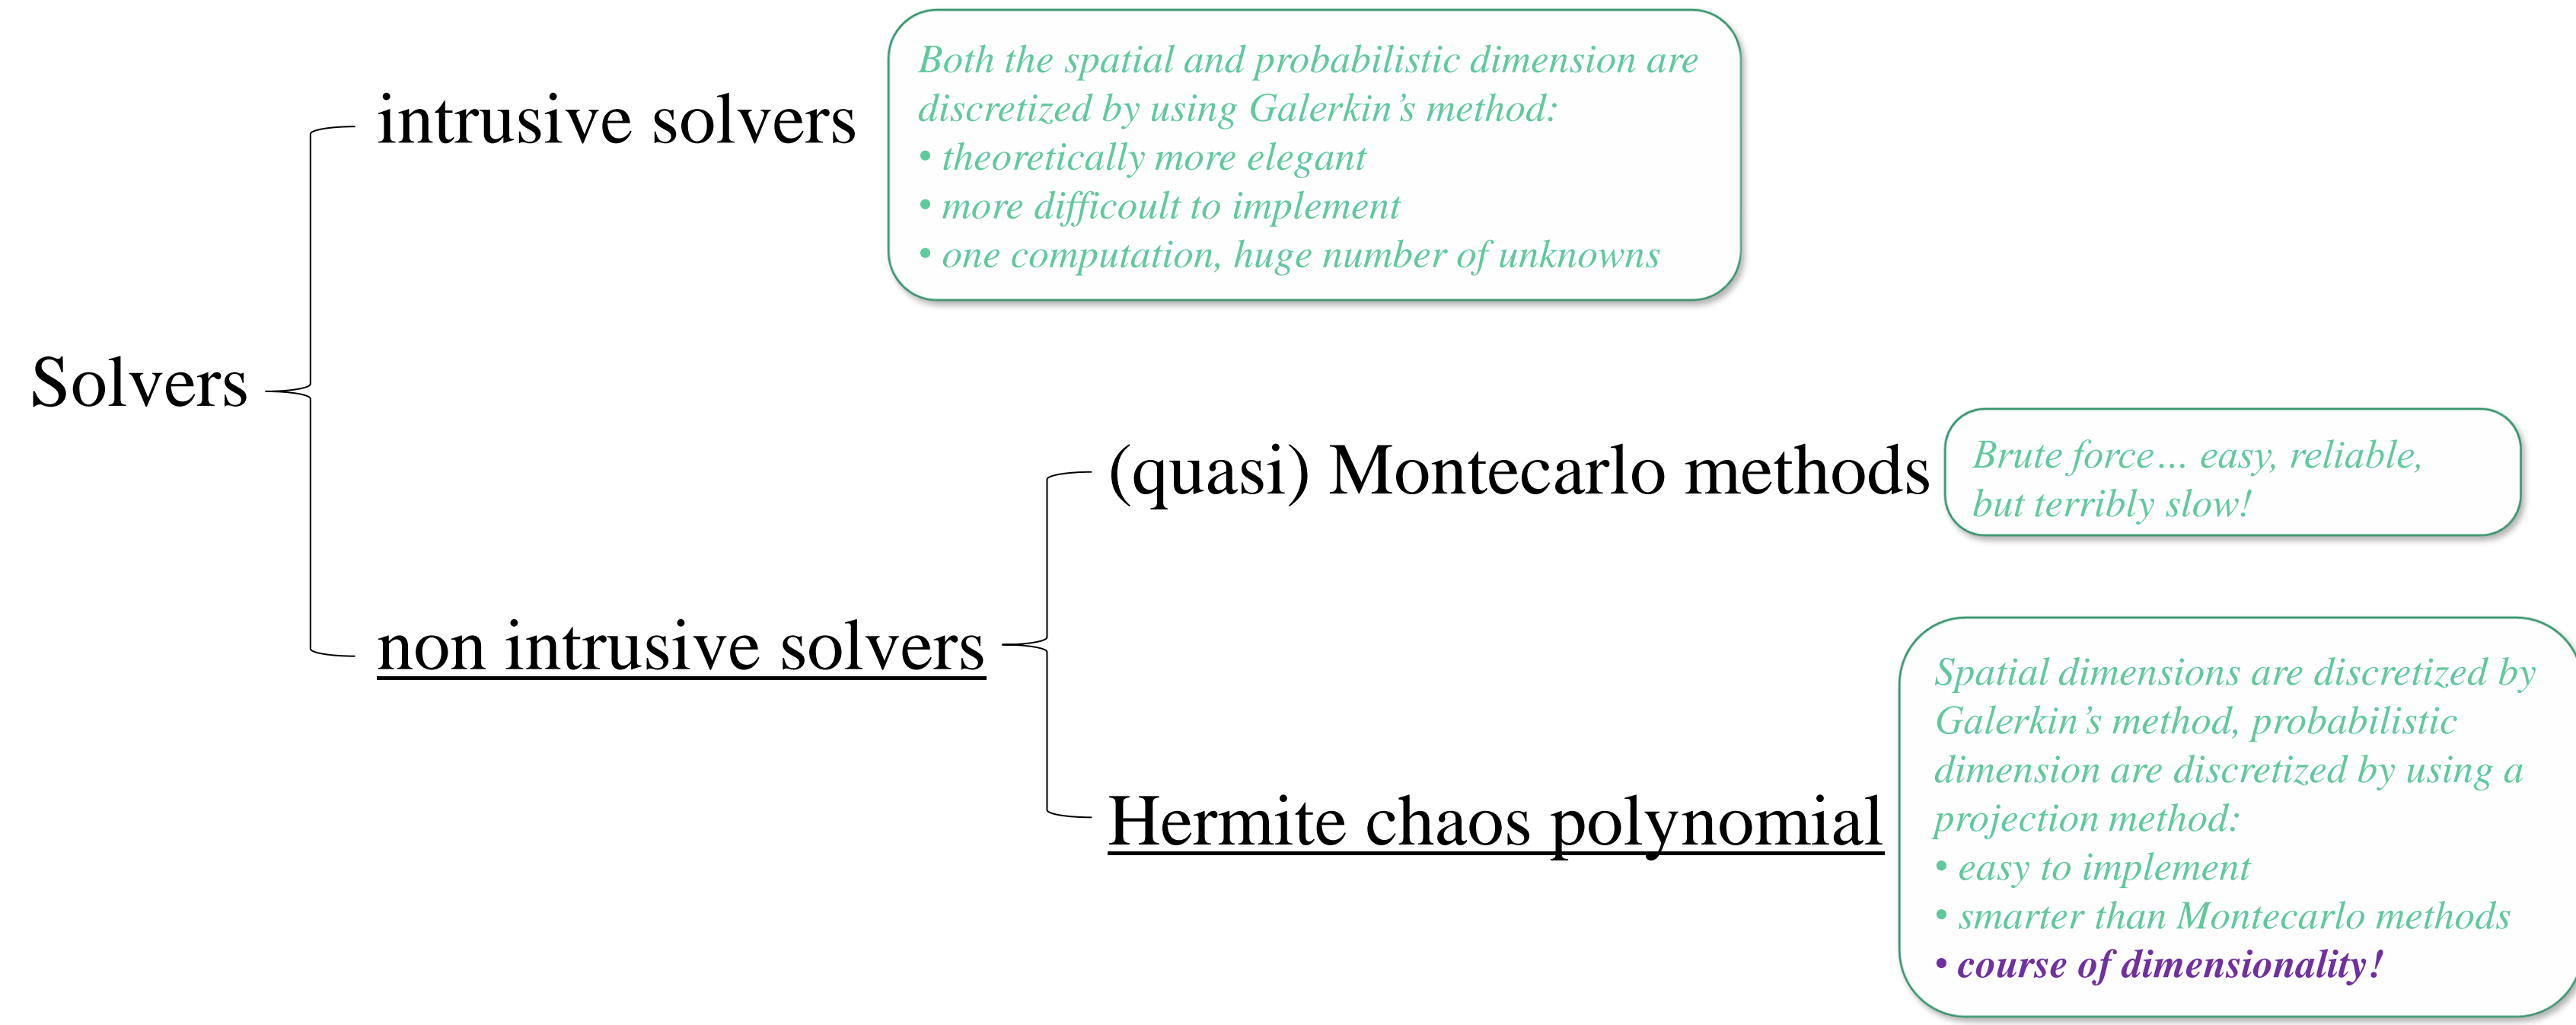 intrusive solvers
Both the spatial and probabilistic dimension are
discretized by using Galerkin’s method:
• theoretically more elegant
• more difficoult to implement
• one computation, huge number of unknowns
Solvers
(quasi) Montecarlo methods
Brute force… easy, reliable,
but terribly slow!
non intrusive solvers
Hermite chaos polynomial
Spatial dimensions are discretized by
Galerkin’s method, probabilistic
dimension are discretized by using a
projection method:
• easy to implement
• smarter than Montecarlo methods
• course of dimensionality!